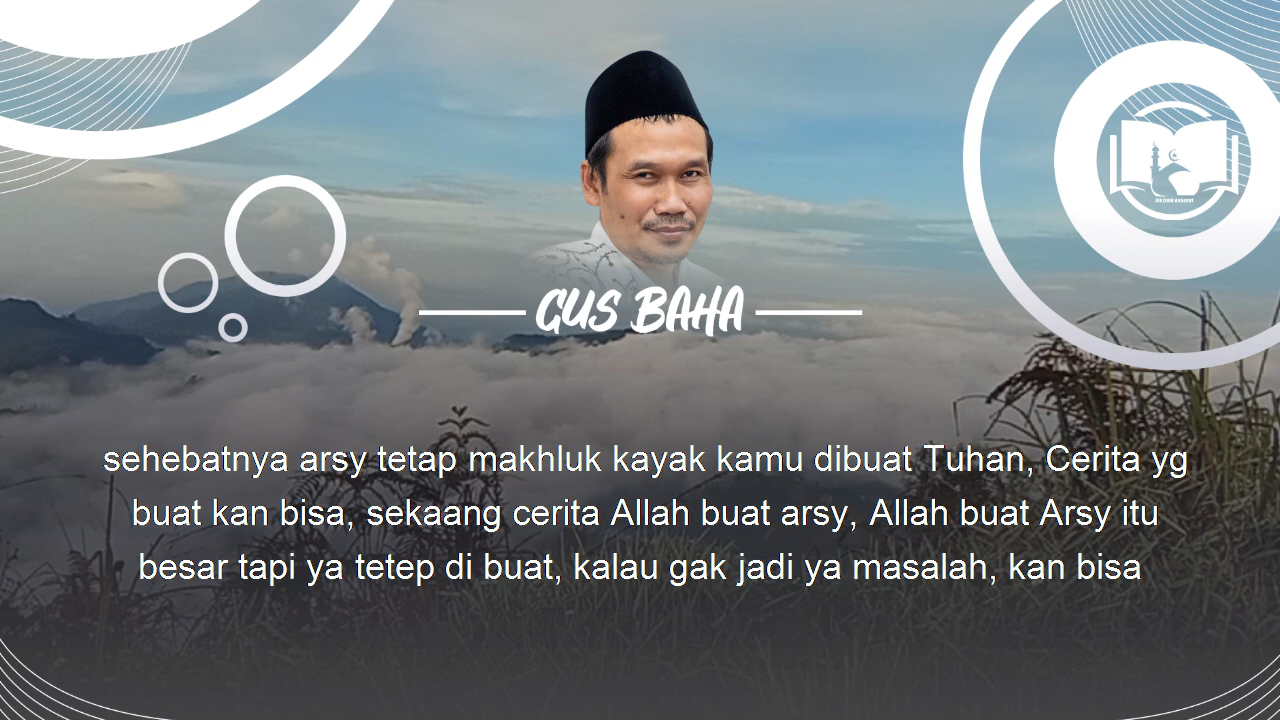 GUS BAHA
sehebatnya arsy tetap makhluk kayak kamu dibuat Tuhan, Cerita yg
buat kan bisa, sekaang cerita Allah buat arsy, Allah buat Arsy itu
besar tapi ya tetep di buat, kalau gak jadi ya masalah, kan bisa